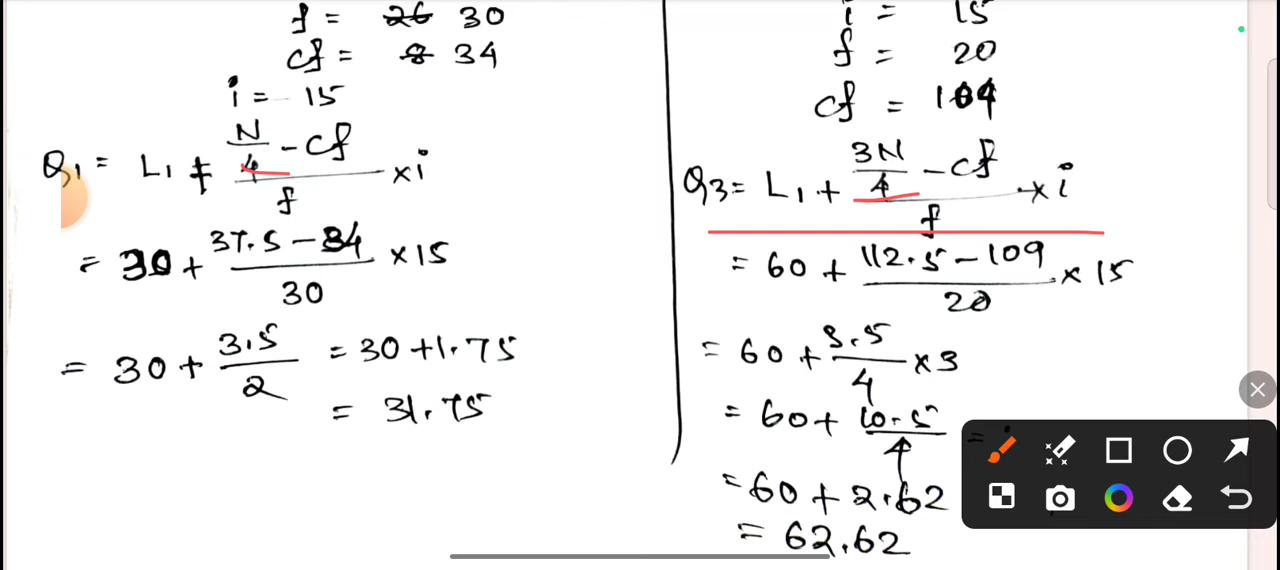 f = 26 30
cf = 8 34
i = 15
Q1 = L1 + N/4 - cf / f × i
= 30 + 37.5 - 34 / 30 × 15
= 30 + 3.5 / 2 = 30 + 1.75
= 31.75
i = 15
f = 20
cf = 109
Q3 = L1 + 3N/4 - cf / f × i
= 60 + 112.5 - 109 / 20 × 15
= 60 + 3.5 / 4 × 3
= 60 + 10.5 / 4 =
= 60 + 2.62
= 62.62